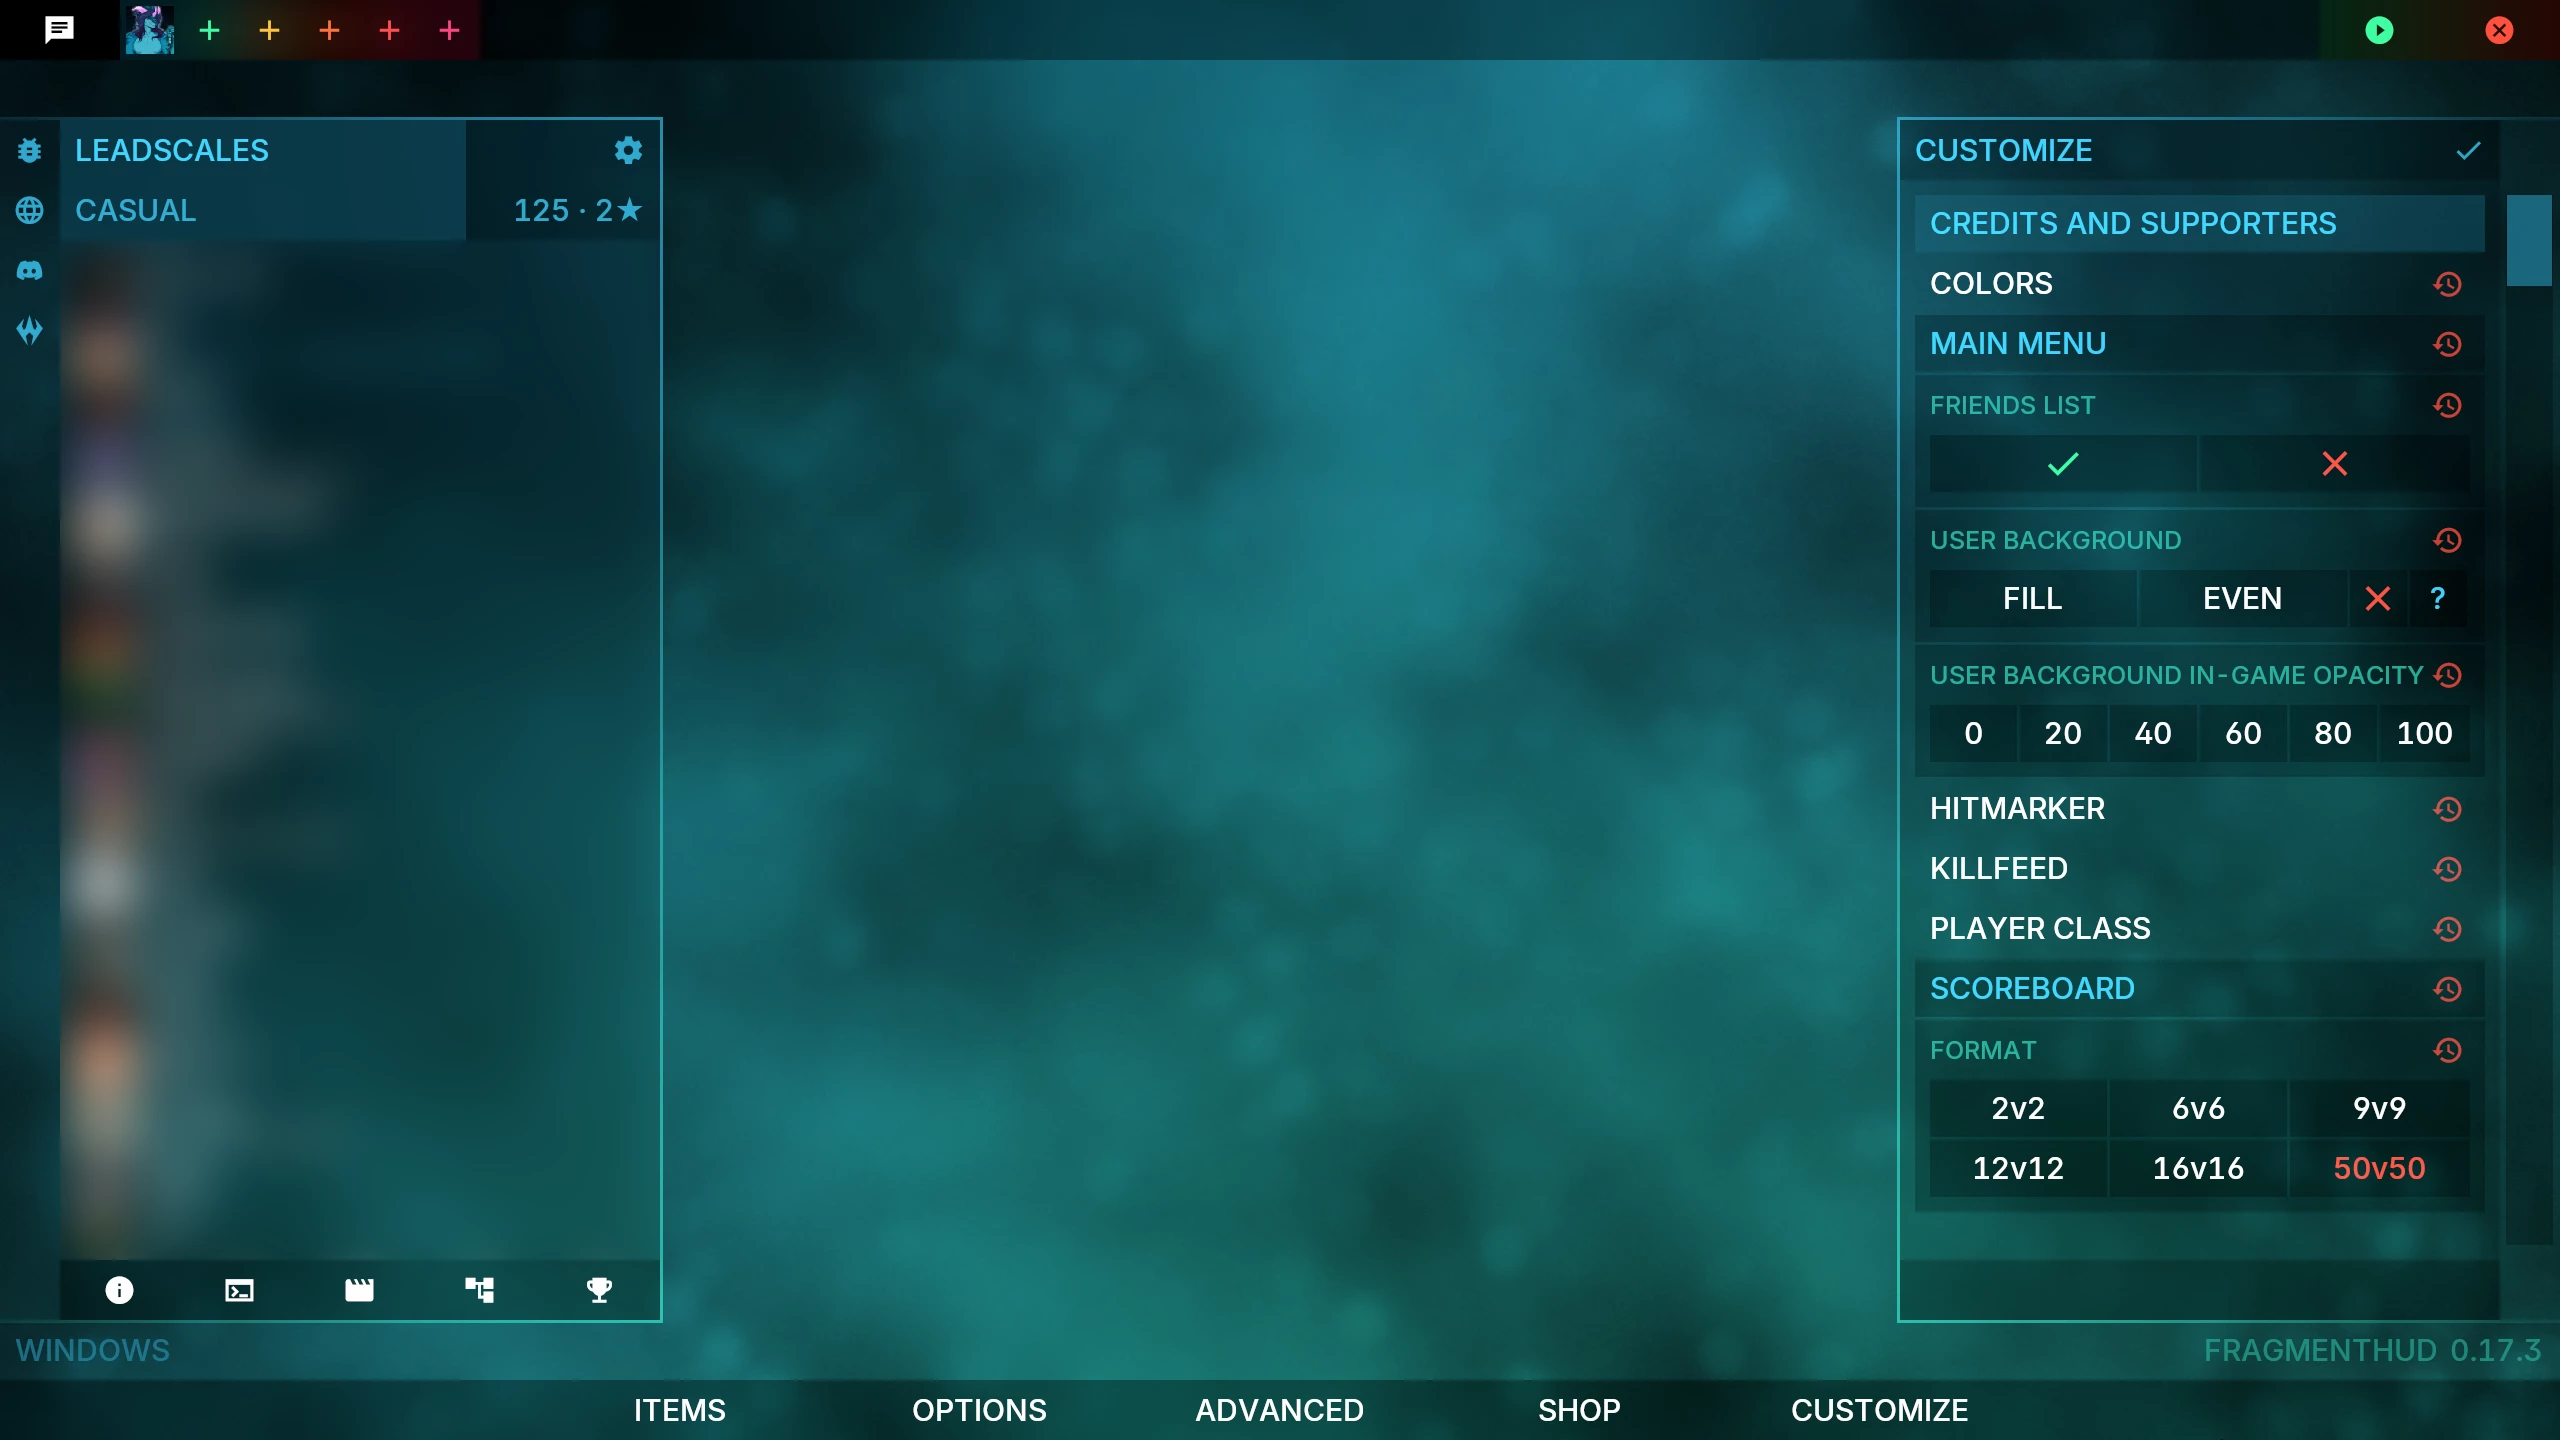 LEADSCALES
CASUAL
125 · 2★
CUSTOMIZE
CREDITS AND SUPPORTERS
COLORS
MAIN MENU
FRIENDS LIST
USER BACKGROUND
FILL EVEN ?
USER BACKGROUND IN-GAME OPACITY
0 20 40 60 80 100
HITMARKER
KILLFEED
PLAYER CLASS
SCOREBOARD
FORMAT
2v2 6v6 9v9
12v12 16v16 50v50
WINDOWS
FRAGMENTHUD 0.17.3
ITEMS OPTIONS ADVANCED SHOP CUSTOMIZE